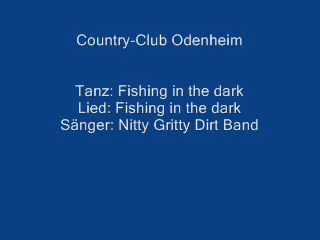 Country-Club Odenheim
Tanz: Fishing in the dark
Lied: Fishing in the dark
Sänger: Nitty Gritty Dirt Band